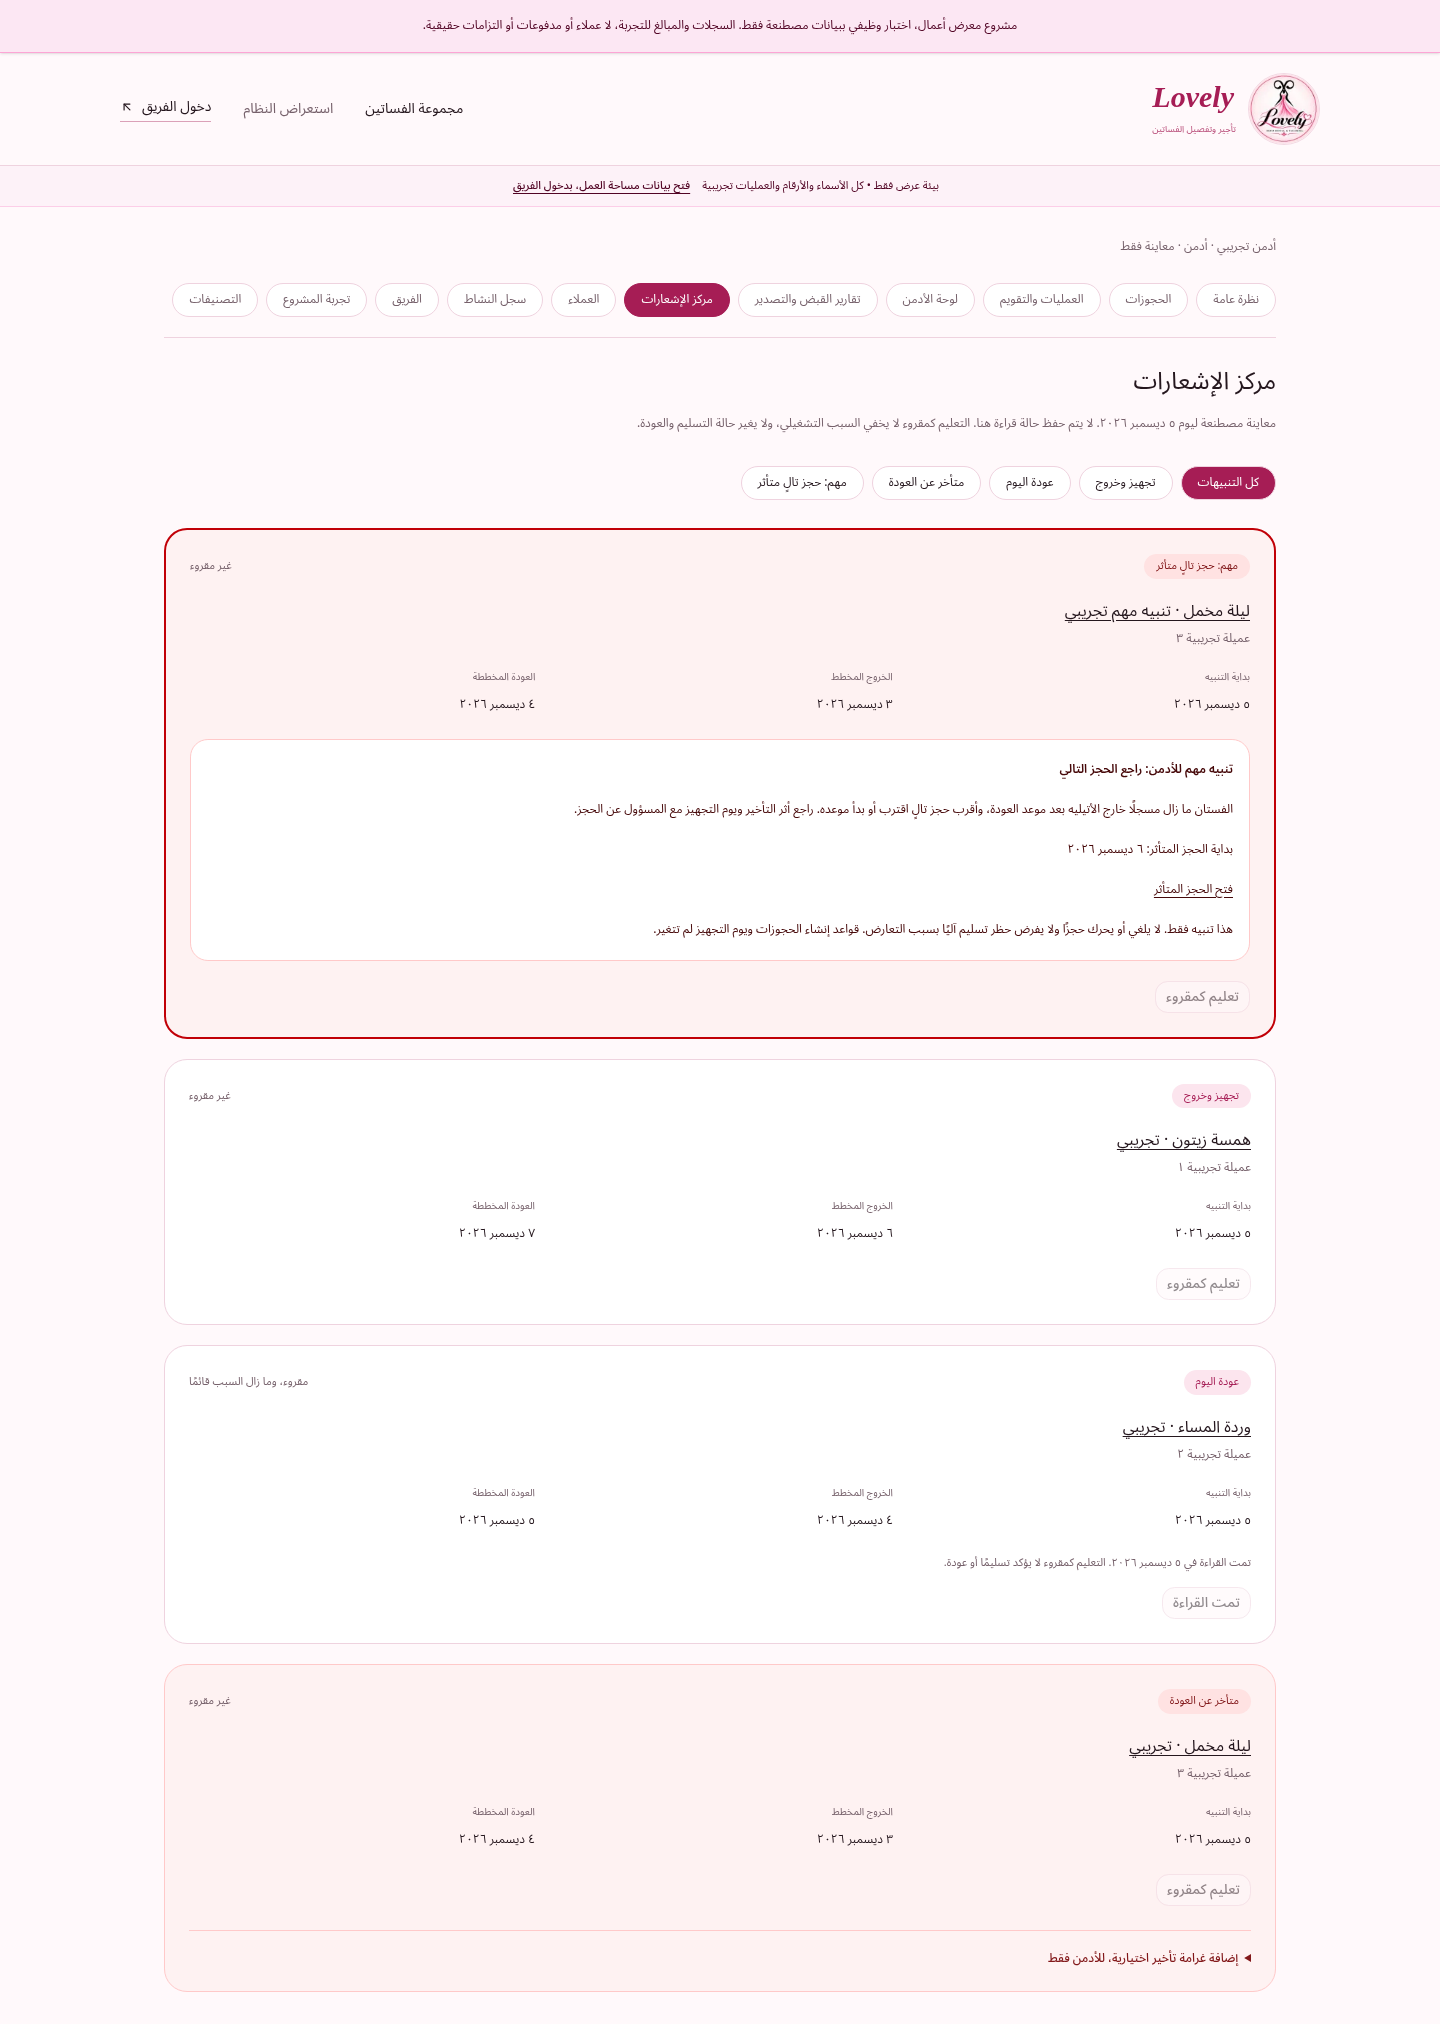 مشروع معرض أعمال، اختبار وظيفي ببيانات مصطنعة فقط. السجلات والمبالغ للتجربة، لا عملاء أو مدفوعات أو التزامات حقيقية.
Lovely
Lovely
تأجير وتفصيل الفساتين
مجموعة الفساتين
استعراض النظام
دخول الفريق
بيئة عرض فقط • كل الأسماء والأرقام والعمليات تجريبية فتح بيانات مساحة العمل، بدخول الفريق
أدمن تجريبي · أدمن · معاينة فقط
نظرة عامة
الحجوزات
العمليات والتقويم
لوحة الأدمن
تقارير القبض والتصدير
مركز الإشعارات
العملاء
سجل النشاط
الفريق
تجربة المشروع
التصنيفات
مركز الإشعارات
معاينة مصطنعة ليوم ٥ ديسمبر ٢٠٢٦. لا يتم حفظ حالة قراءة هنا. التعليم كمقروء لا يخفي السبب التشغيلي، ولا يغير حالة التسليم والعودة.
كل التنبيهات
تجهيز وخروج
عودة اليوم
متأخر عن العودة
مهم: حجز تالٍ متأثر
مهم: حجز تالٍ متأثر
غير مقروء
ليلة مخمل · تنبيه مهم تجريبي
عميلة تجريبية ٣
بداية التنبيه الخروج المخطط العودة المخططة
٥ ديسمبر ٢٠٢٦ ٣ ديسمبر ٢٠٢٦ ٤ ديسمبر ٢٠٢٦
تنبيه مهم للأدمن: راجع الحجز التالي
الفستان ما زال مسجلًا خارج الأتيليه بعد موعد العودة، وأقرب حجز تالٍ اقترب أو بدأ موعده. راجع أثر التأخير ويوم التجهيز مع المسؤول عن الحجز.
بداية الحجز المتأثر: ٦ ديسمبر ٢٠٢٦
فتح الحجز المتأثر
هذا تنبيه فقط. لا يلغي أو يحرك حجزًا ولا يفرض حظر تسليم آليًا بسبب التعارض. قواعد إنشاء الحجوزات ويوم التجهيز لم تتغير.
تعليم كمقروء
تجهيز وخروج
غير مقروء
همسة زيتون · تجريبي
عميلة تجريبية ١
بداية التنبيه الخروج المخطط العودة المخططة
٥ ديسمبر ٢٠٢٦ ٦ ديسمبر ٢٠٢٦ ٧ ديسمبر ٢٠٢٦
تعليم كمقروء
عودة اليوم
مقروء، وما زال السبب قائمًا
وردة المساء · تجريبي
عميلة تجريبية ٢
بداية التنبيه الخروج المخطط العودة المخططة
٥ ديسمبر ٢٠٢٦ ٤ ديسمبر ٢٠٢٦ ٥ ديسمبر ٢٠٢٦
تمت القراءة في ٥ ديسمبر ٢٠٢٦. التعليم كمقروء لا يؤكد تسليمًا أو عودة.
تمت القراءة
متأخر عن العودة
غير مقروء
ليلة مخمل · تجريبي
عميلة تجريبية ٣
بداية التنبيه الخروج المخطط العودة المخططة
٥ ديسمبر ٢٠٢٦ ٣ ديسمبر ٢٠٢٦ ٤ ديسمبر ٢٠٢٦
تعليم كمقروء
إضافة غرامة تأخير اختيارية، للأدمن فقط